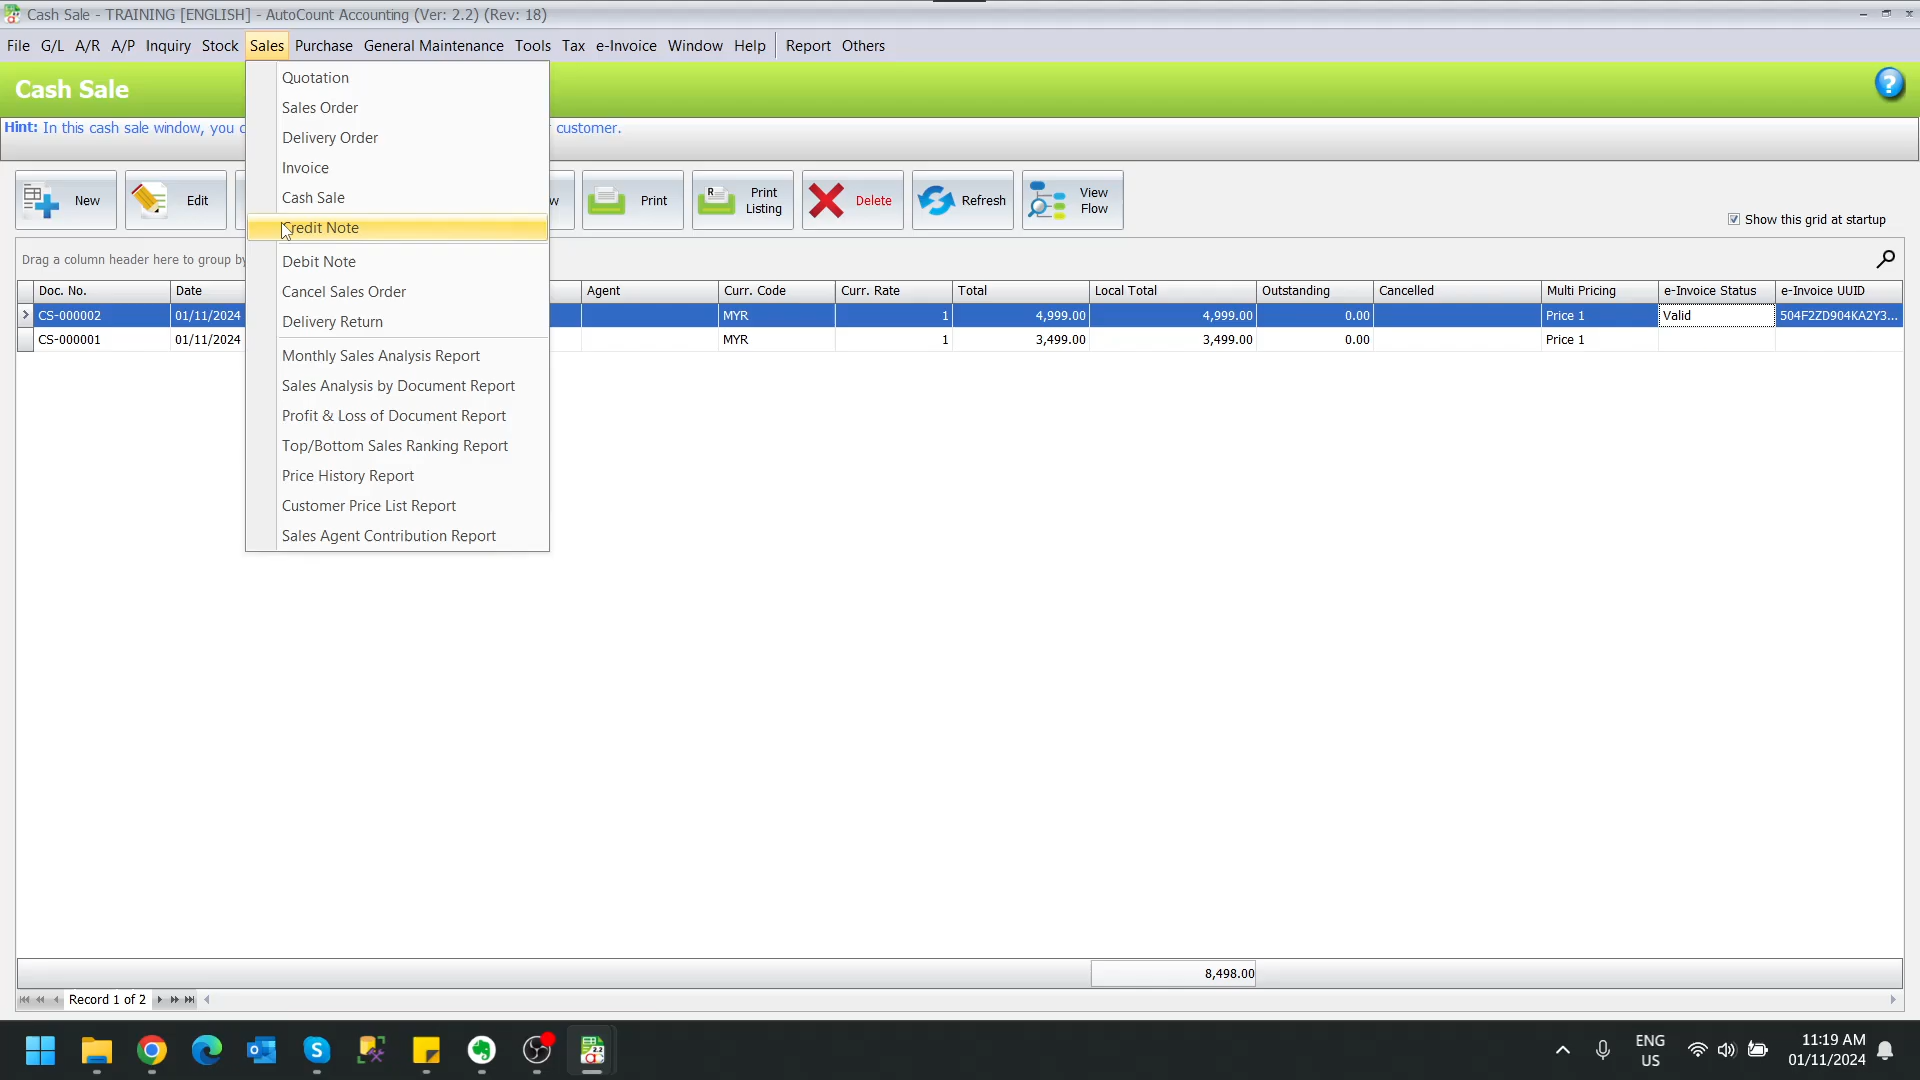 Cash Sale - TRAINING [ENGLISH] - AutoCount Accounting (Ver: 2.2) (Rev: 18)
File G/L A/R A/P Inquiry Stock Sales Purchase General Maintenance Tools Tax e-Invoice Window Help Report Others
Cash Sale
Hint: In this cash sale window, you c
customer.
Quotation
Sales Order
Delivery Order
Invoice
Cash Sale
Credit Note
Debit Note
Cancel Sales Order
Delivery Return
Monthly Sales Analysis Report
Sales Analysis by Document Report
Profit & Loss of Document Report
Top/Bottom Sales Ranking Report
Price History Report
Customer Price List Report
Sales Agent Contribution Report
New Edit w Print Print Listing Delete Refresh View Flow
Show this grid at startup
Drag a column header here to group by
Doc. No. Date Agent Curr. Code Curr. Rate Total Local Total Outstanding Cancelled Multi Pricing e-Invoice Status e-Invoice UUID
CS-000002 01/11/2024 MYR 1 4,999.00 4,999.00 0.00 Price 1 Valid 504F2ZD904KA2Y3...
CS-000001 01/11/2024 MYR 1 3,499.00 3,499.00 0.00 Price 1
8,498.00
Record 1 of 2
ENG US
11:19 AM
01/11/2024